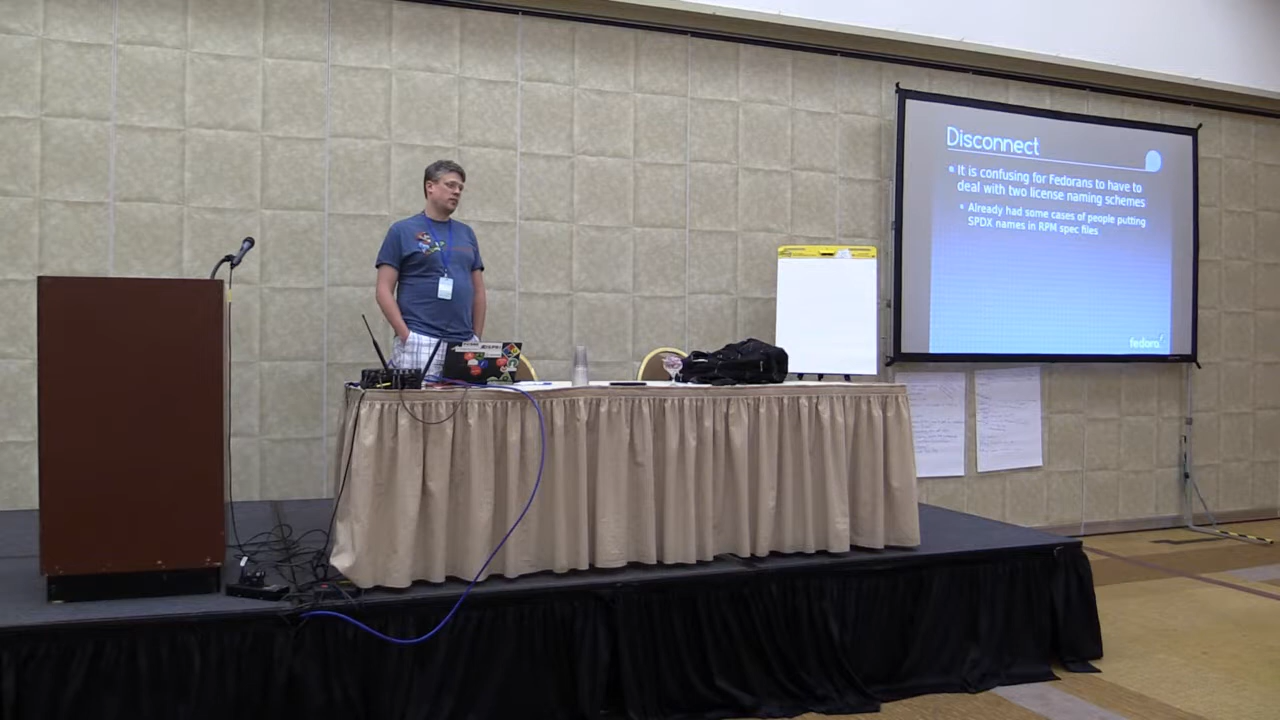 Disconnect
It is confusing for Fedorans to have to
deal with two license naming schemes
Already had some cases of people putting
SPDX names in RPM spec files
fedora